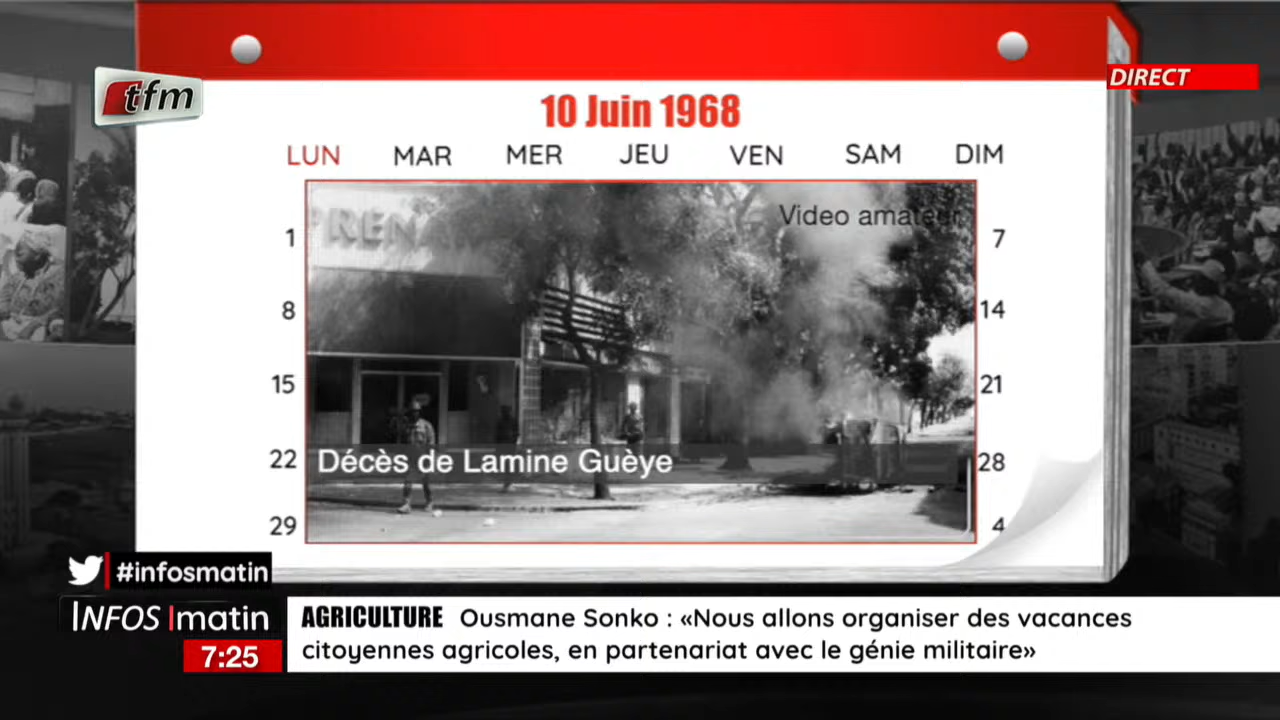 tfm
DIRECT
10 Juin 1968
LUN MAR MER JEU VEN SAM DIM
Video amateur
1 7
8 14
15 21
22 28
Décès de Lamine Guèye
29 4
#infosmatin
INFOS matin
7:25
AGRICULTURE Ousmane Sonko : «Nous allons organiser des vacances
citoyennes agricoles, en partenariat avec le génie militaire»